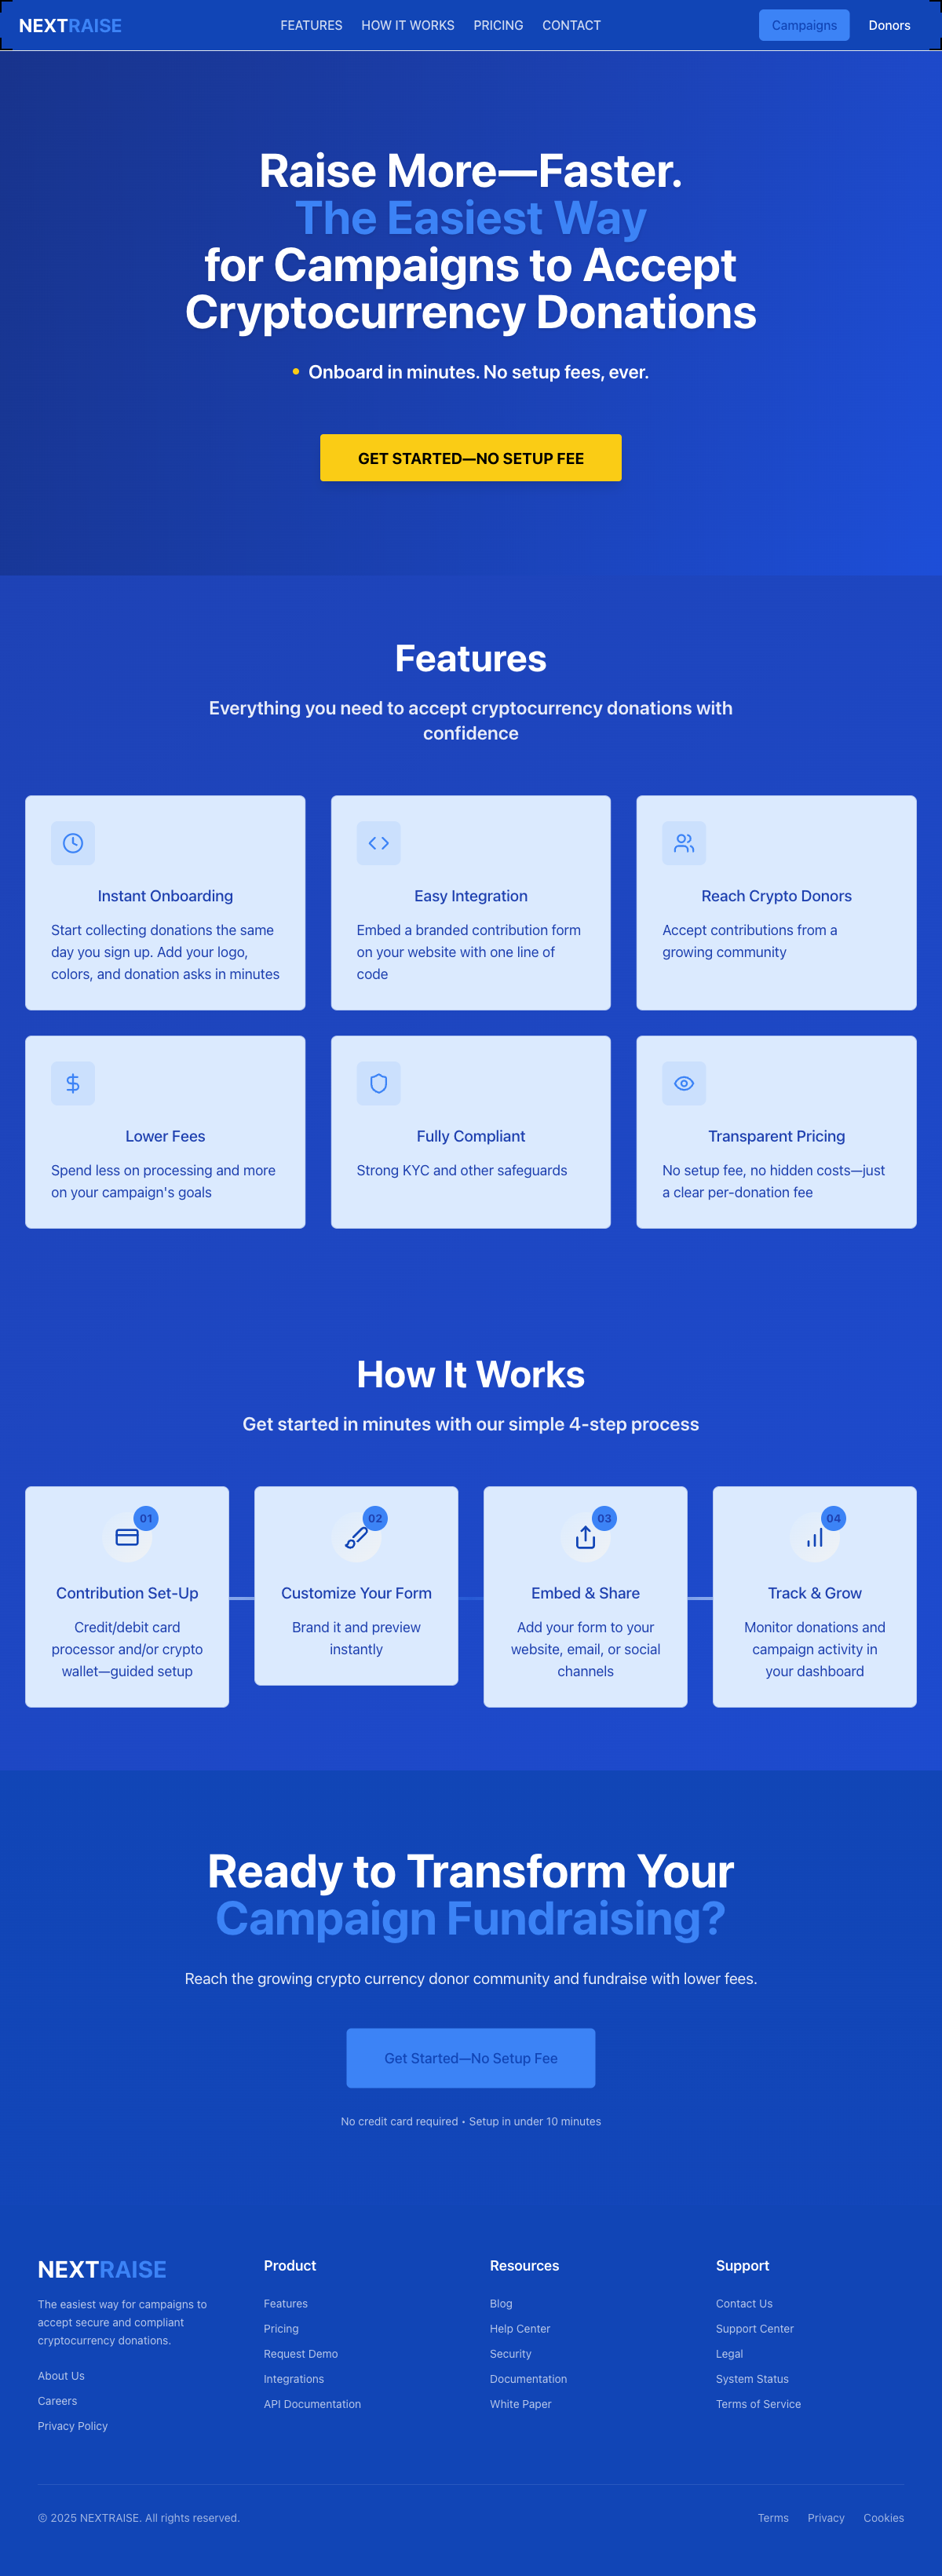 NEXTRAISE
FEATURES HOW IT WORKS PRICING CONTACT
Campaigns Donors
Raise More—Faster.
The Easiest Way
for Campaigns to Accept
Cryptocurrency Donations
• Onboard in minutes. No setup fees, ever.
GET STARTED—NO SETUP FEE
Features
Everything you need to accept cryptocurrency donations with
confidence
Instant Onboarding
Start collecting donations the same
day you sign up. Add your logo,
colors, and donation asks in minutes
Easy Integration
Embed a branded contribution form
on your website with one line of
code
Reach Crypto Donors
Accept contributions from a
growing community
Lower Fees
Spend less on processing and more
on your campaign's goals
Fully Compliant
Strong KYC and other safeguards
Transparent Pricing
No setup fee, no hidden costs—just
a clear per-donation fee
How It Works
Get started in minutes with our simple 4-step process
01
Contribution Set-Up
Credit/debit card
processor and/or crypto
wallet—guided setup
02
Customize Your Form
Brand it and preview
instantly
03
Embed & Share
Add your form to your
website, email, or social
channels
04
Track & Grow
Monitor donations and
campaign activity in
your dashboard
Ready to Transform Your
Campaign Fundraising?
Reach the growing crypto currency donor community and fundraise with lower fees.
Get Started—No Setup Fee
No credit card required • Setup in under 10 minutes
NEXTRAISE
The easiest way for campaigns to
accept secure and compliant
cryptocurrency donations.
About Us
Careers
Privacy Policy
Product
Features
Pricing
Request Demo
Integrations
API Documentation
Resources
Blog
Help Center
Security
Documentation
White Paper
Support
Contact Us
Support Center
Legal
System Status
Terms of Service
© 2025 NEXTRAISE. All rights reserved.
Terms Privacy Cookies